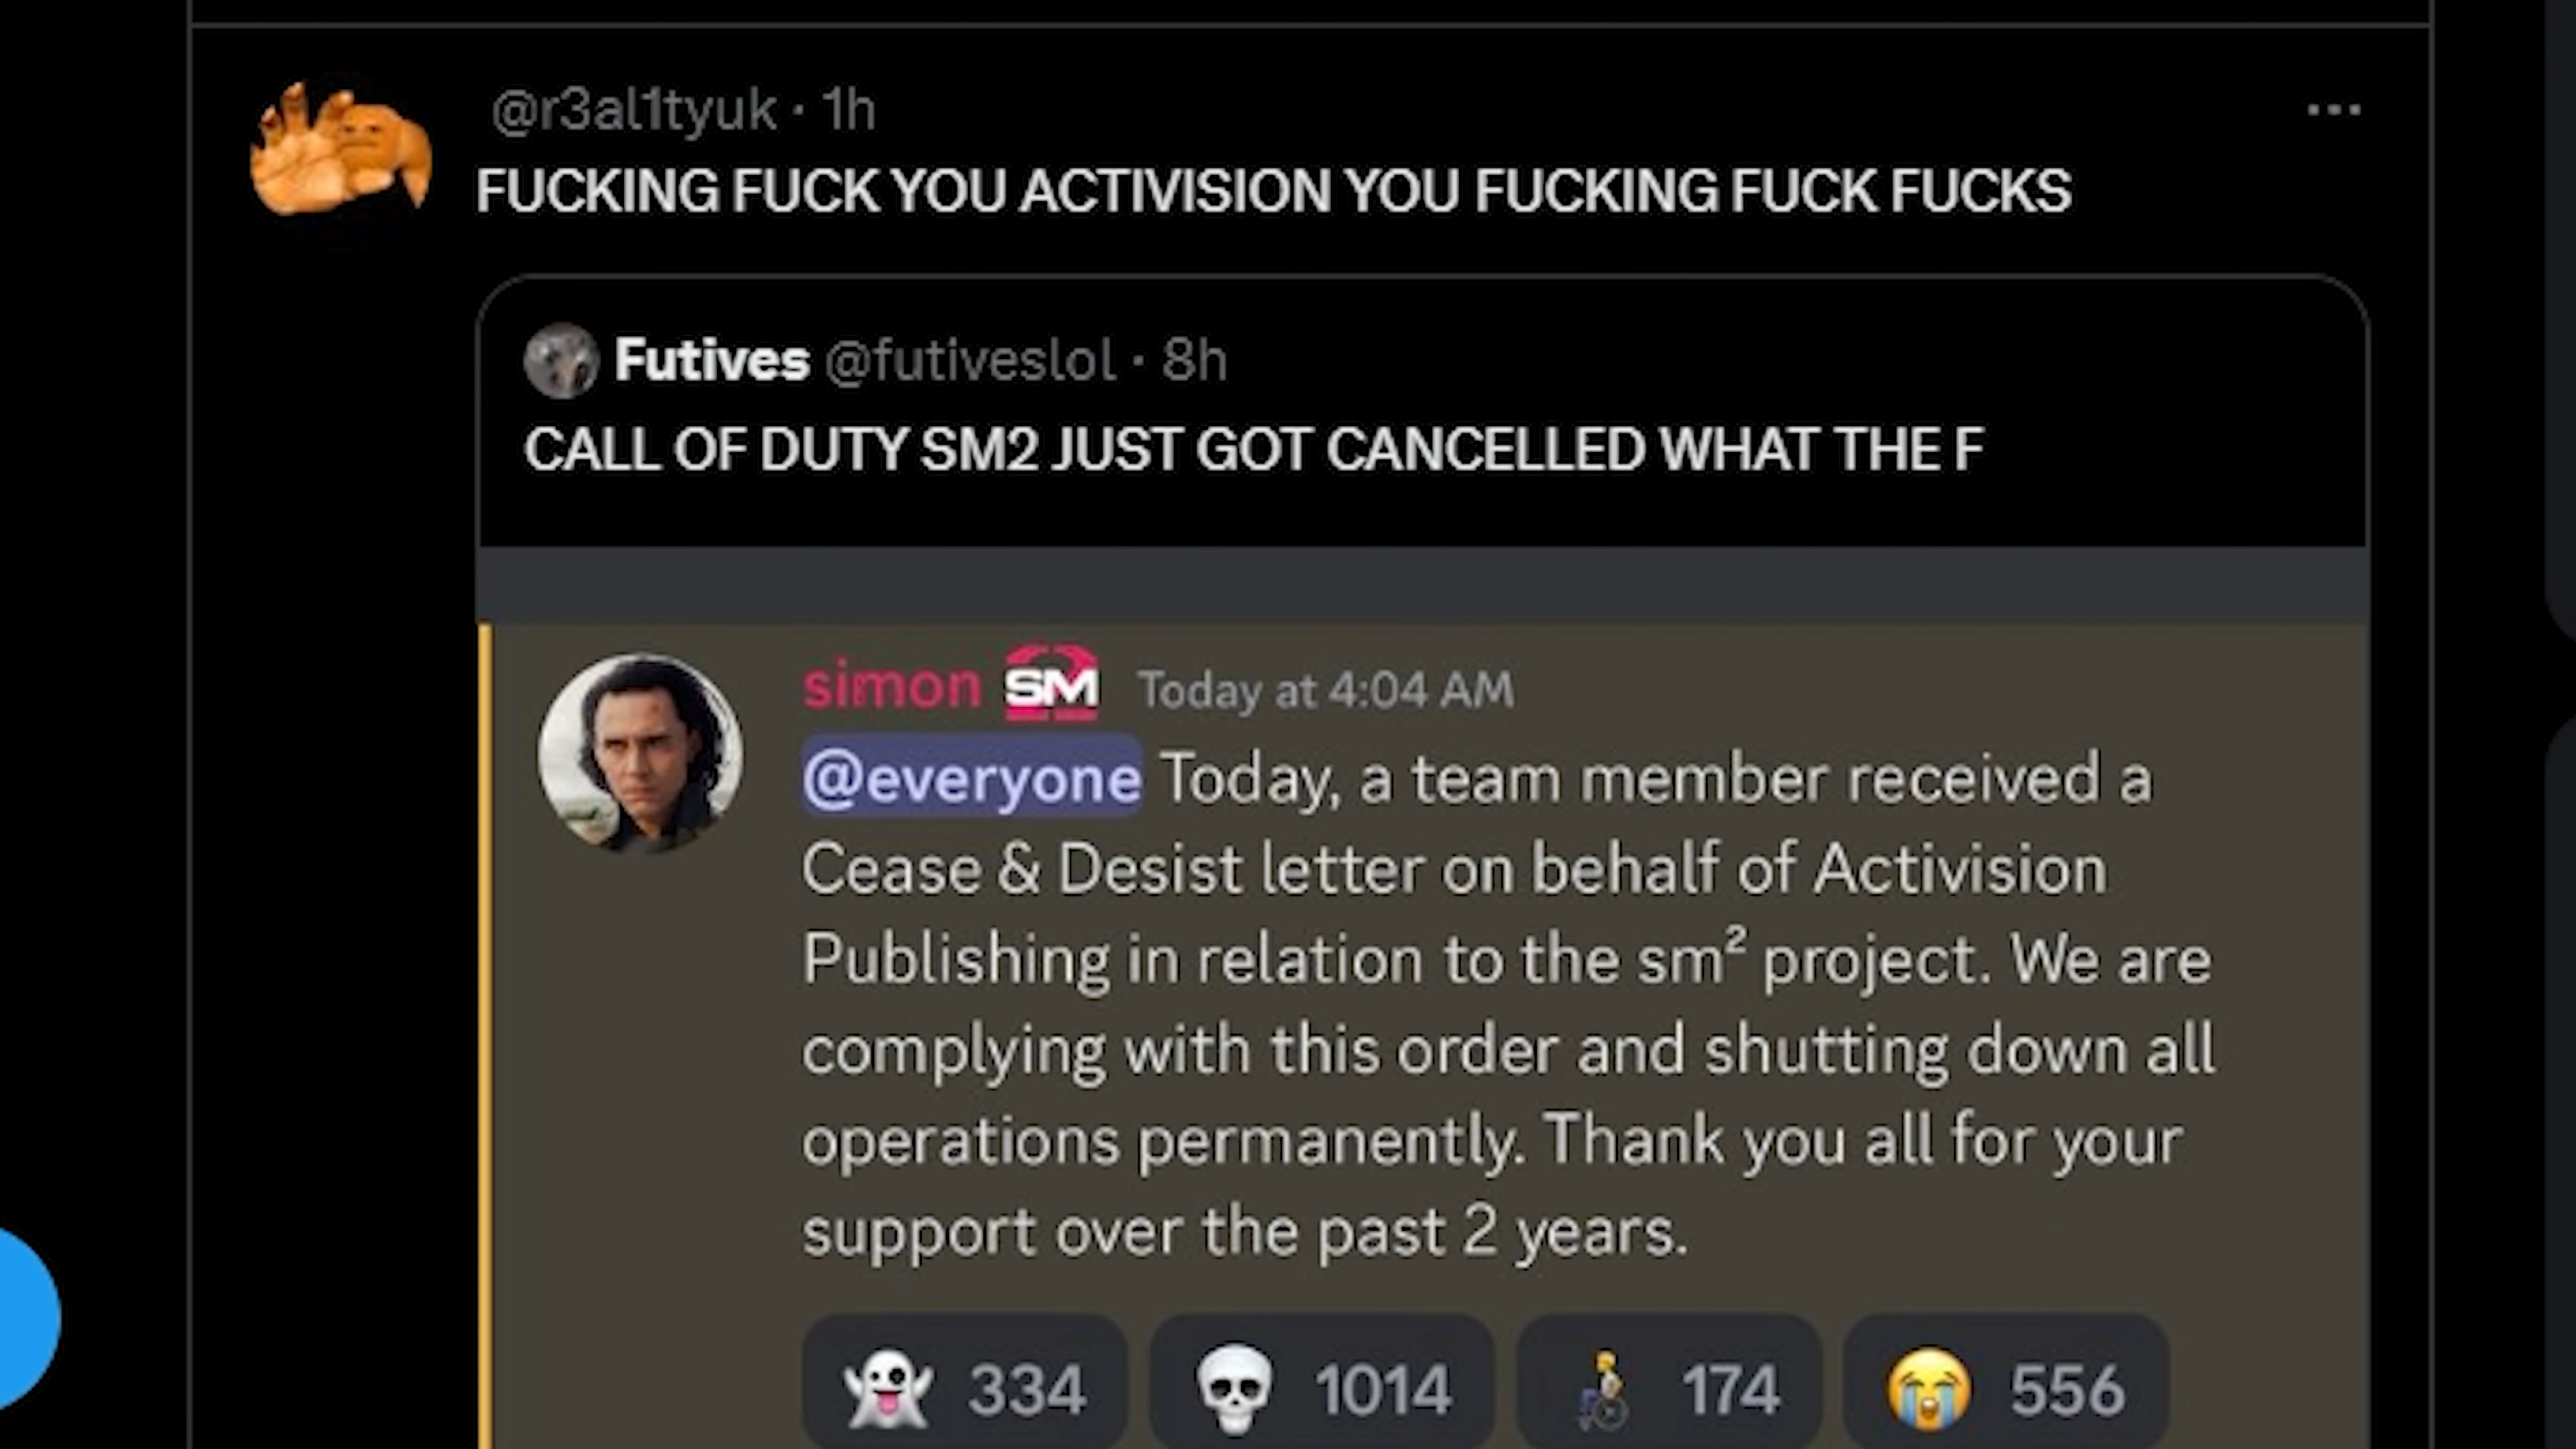 @r3al1tyuk · 1h
FUCKING FUCK YOU ACTIVISION YOU FUCKING FUCK FUCKS
Futives @futiveslol · 8h
CALL OF DUTY SM2 JUST GOT CANCELLED WHAT THE F
simon SM2 Today at 4:04 AM
@everyone Today, a team member received a
Cease & Desist letter on behalf of Activision
Publishing in relation to the sm² project. We are
complying with this order and shutting down all
operations permanently. Thank you all for your
support over the past 2 years.
334 1014 174 556